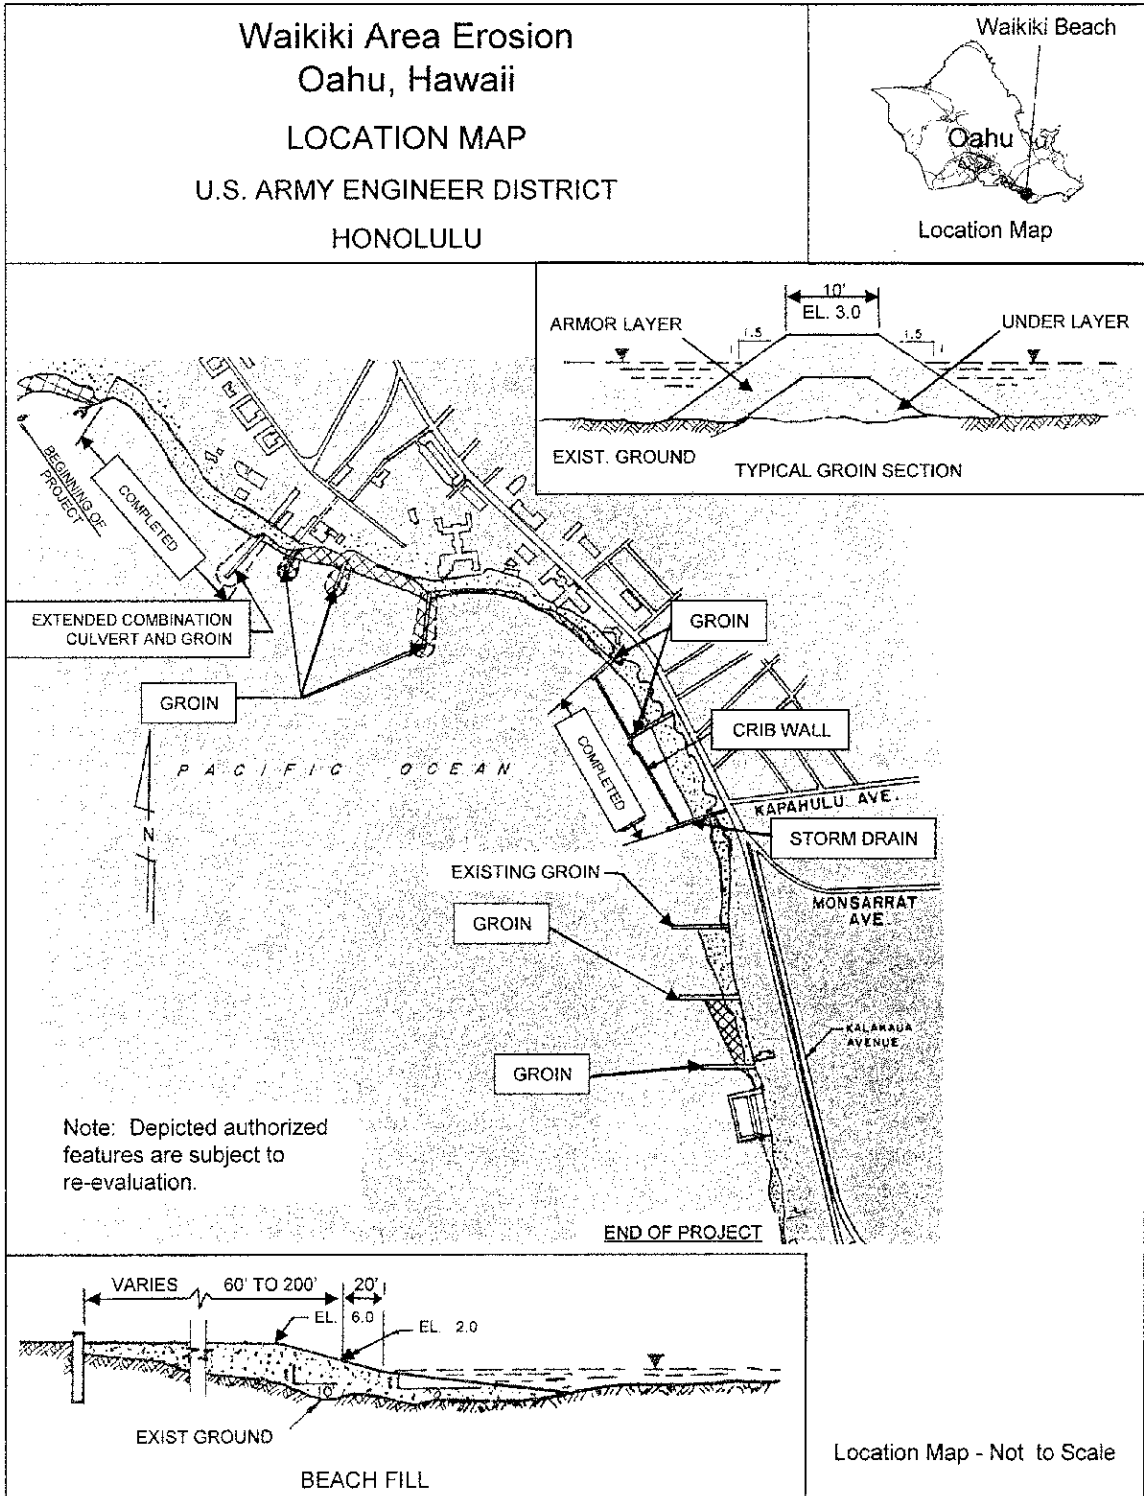 Waikiki Area Erosion
Oahu, Hawaii
LOCATION MAP
U.S. ARMY ENGINEER DISTRICT
HONOLULU
Waikiki Beach
Oahu
Location Map
10'
EL. 3.0
ARMOR LAYER
1.5
1.5
1
UNDER LAYER
EXIST. GROUND
TYPICAL GROIN SECTION
BEGINNING OF
PROJECT
COMPLETED
EXTENDED COMBINATION
CULVERT AND GROIN
GROIN
GROIN
CRIB WALL
COMPLETED
PACIFIC OCEAN
N
KAPAHULU AVE.
STORM DRAIN
EXISTING GROIN
MONSARRAT
AVE.
GROIN
KALAKAUA
AVENUE
GROIN
Note: Depicted authorized
features are subject to
re-evaluation.
END OF PROJECT
VARIES
60' TO 200'
20'
EL. 6.0
EL. 2.0
10
EXIST GROUND
BEACH FILL
Location Map - Not to Scale